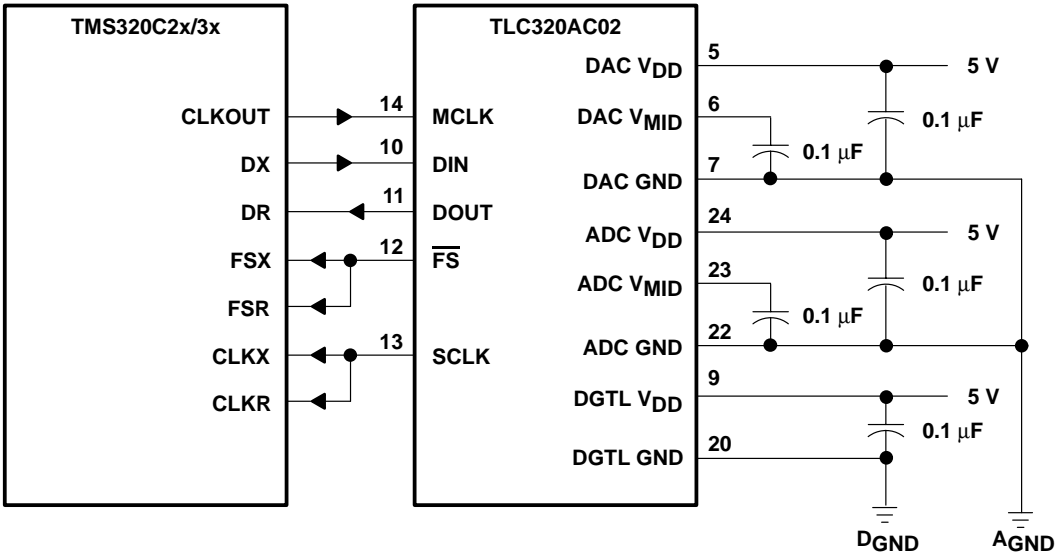 TMS320C2x/3x
CLKOUT
DX
DR
FSX
FSR
CLKX
CLKR
14
10
11
12
13
TLC320AC02
MCLK
DIN
DOUT
FS
SCLK
DAC VDD
DAC VMID
DAC GND
ADC VDD
ADC VMID
ADC GND
DGTL VDD
DGTL GND
5
6
7
24
23
22
9
20
5 V
0.1 μF
0.1 μF
5 V
0.1 μF
0.1 μF
5 V
0.1 μF
DGND
AGND